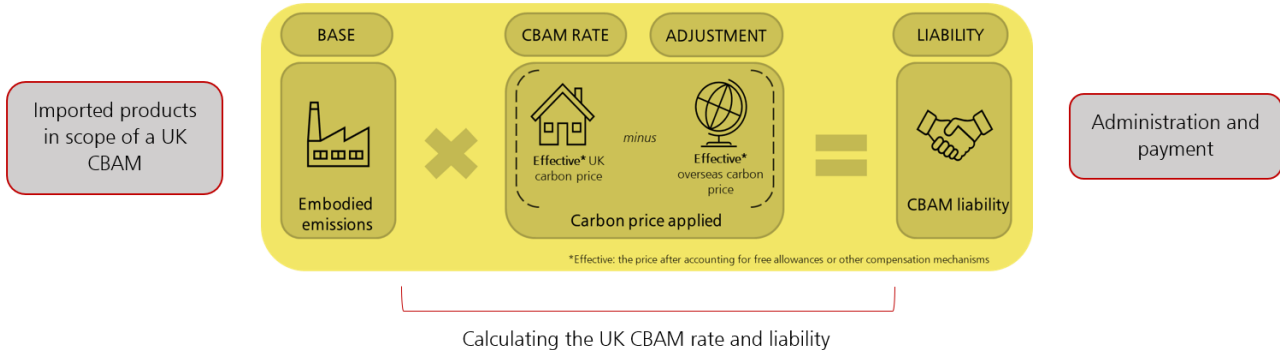 BASE
CBAM RATE
ADJUSTMENT
LIABILITY
Imported products
in scope of a UK
CBAM
Embodied
emissions
Effective* UK
carbon price
minus
Effective*
overseas carbon
price
Carbon price applied
CBAM liability
Administration and
payment
*Effective: the price after accounting for free allowances or other compensation mechanisms
Calculating the UK CBAM rate and liability